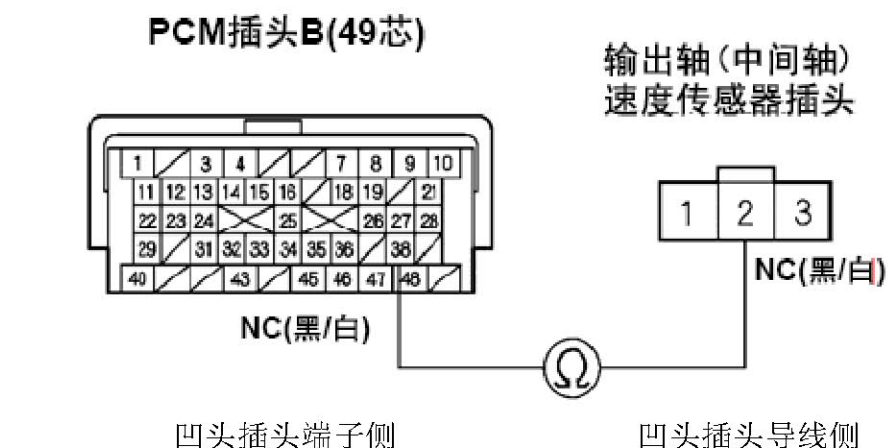 PCM插头B(49芯)
输出轴(中间轴)
速度传感器插头
1 3 4 7 8 9 10
11 12 13 14 15 16 18 19 21
22 23 24 25 26 27 28
29 31 32 33 34 35 36 38
40 43 45 46 47 48
1 2 3
NC(黑/白)
NC(黑/白)
Ω
凹头插头端子侧
凹头插头导线侧